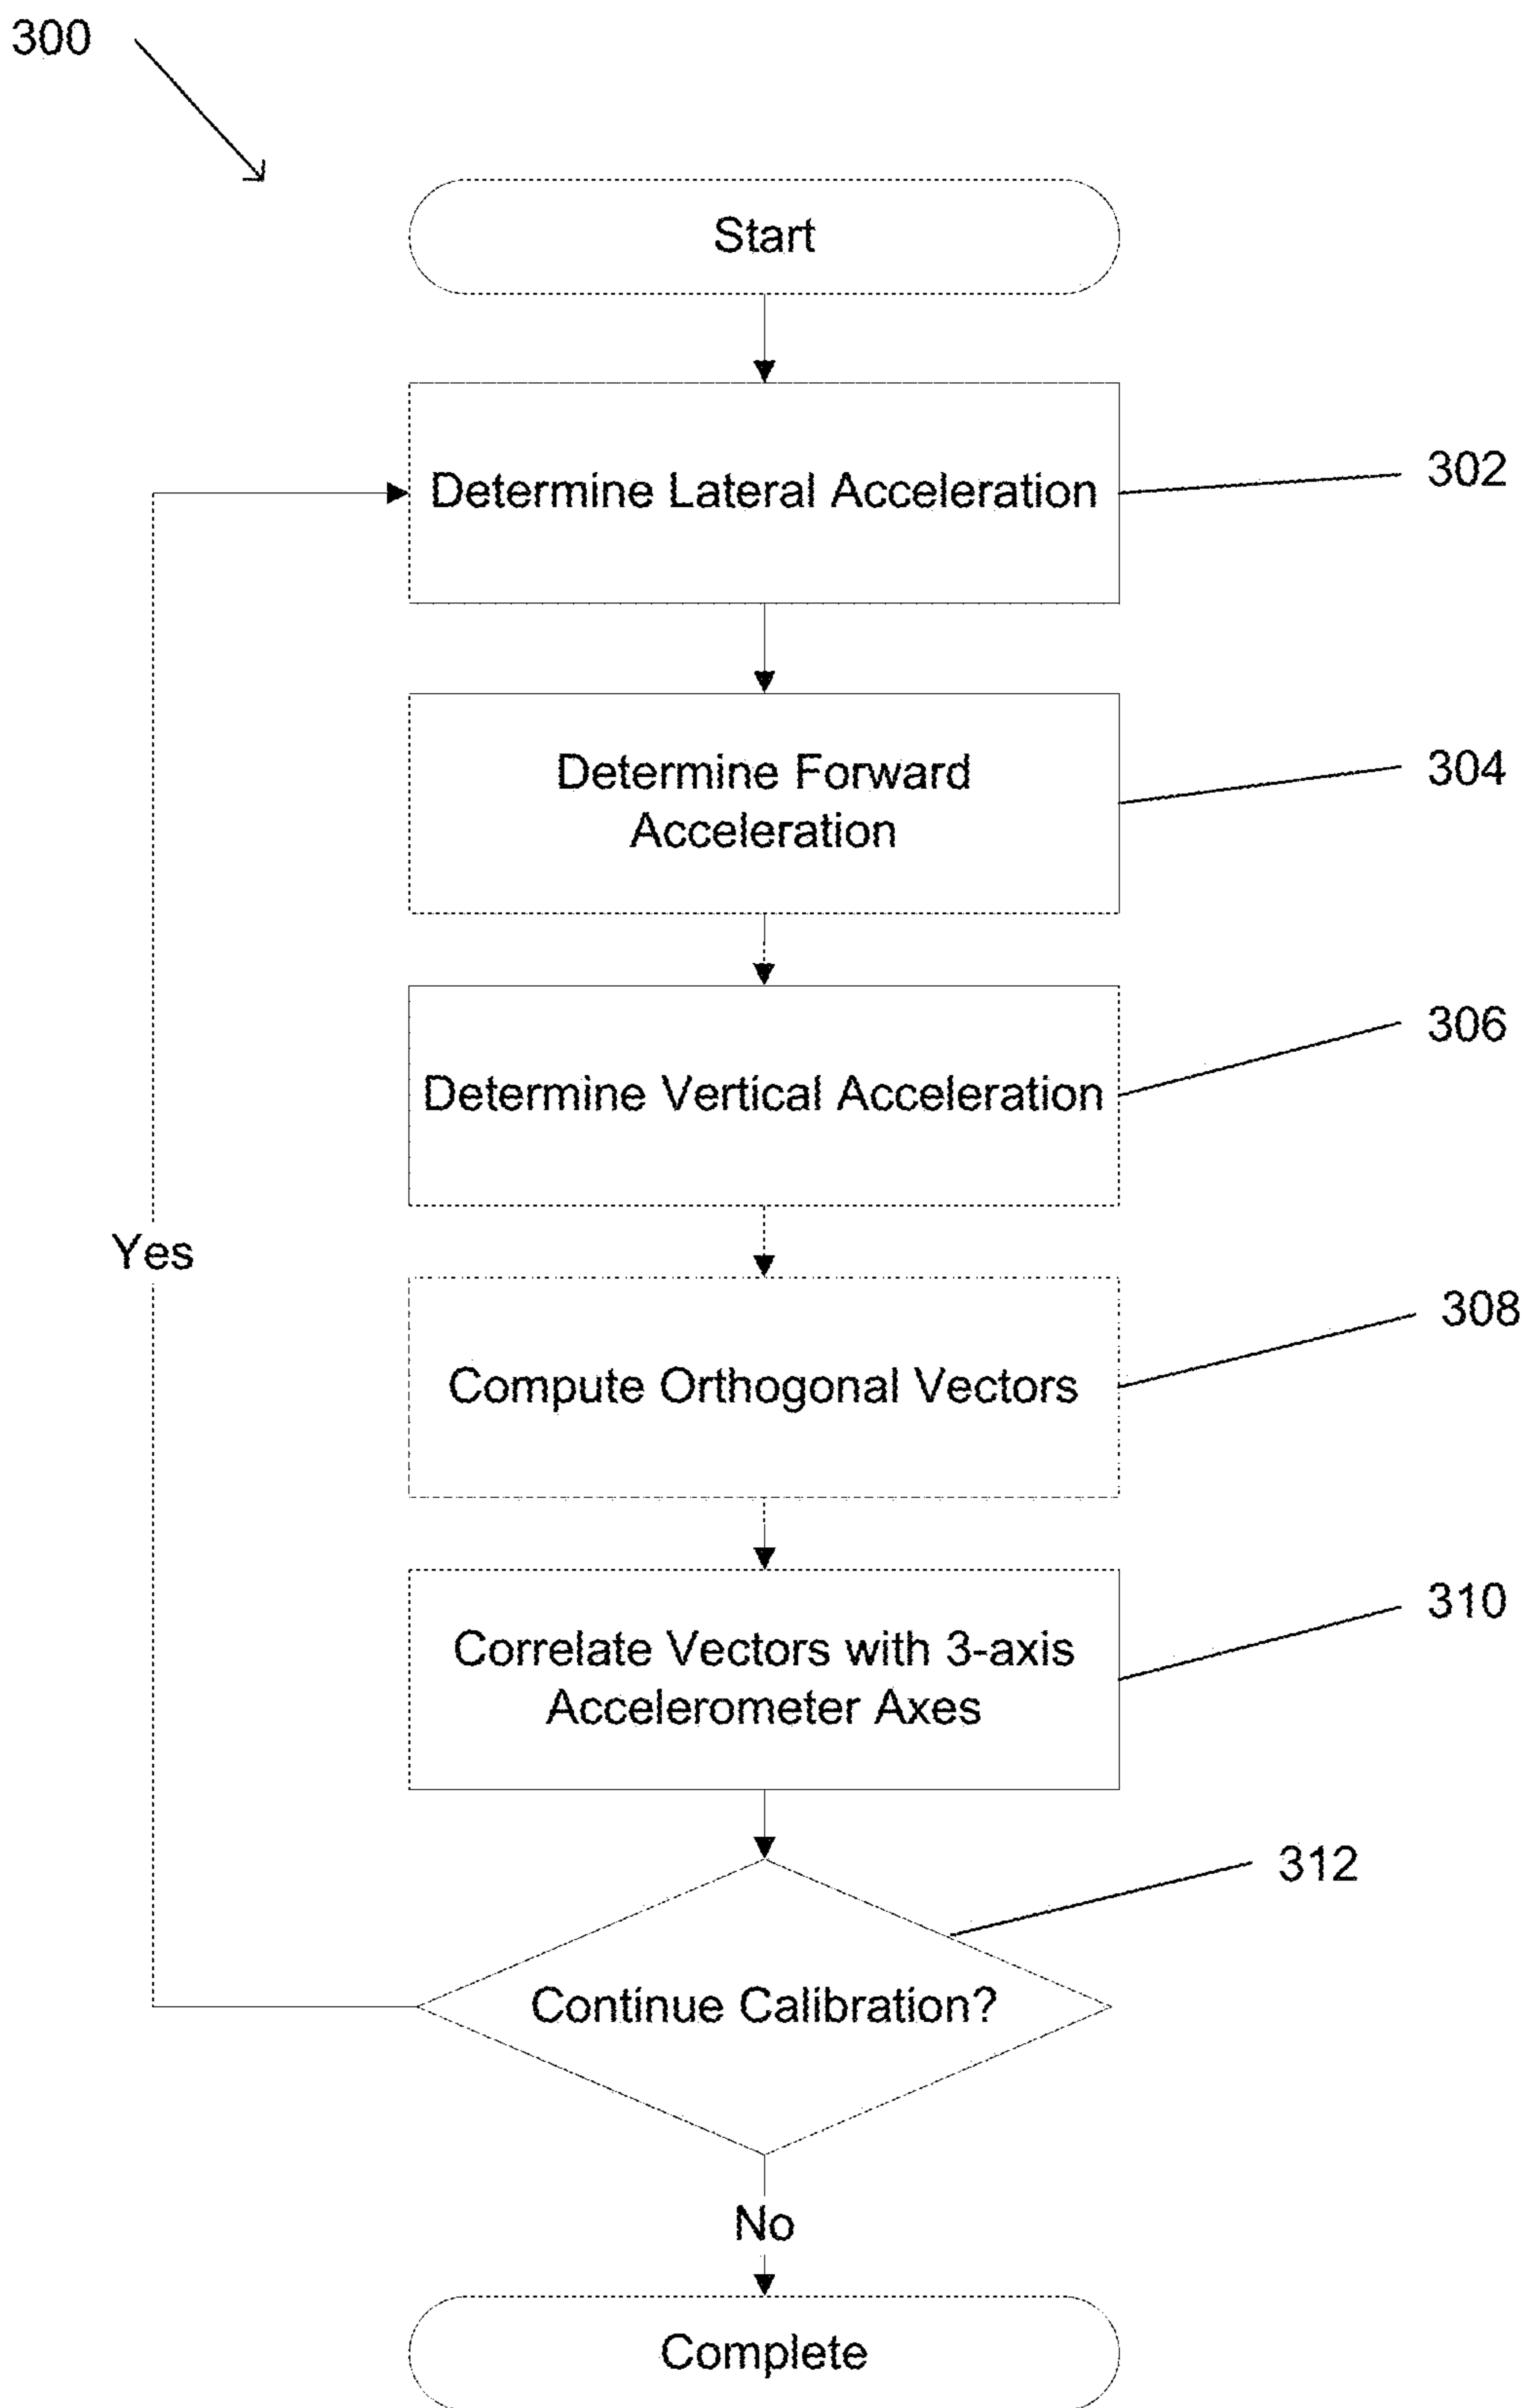 300
Start
Determine Lateral Acceleration
302
Determine Forward
Acceleration
304
Determine Vertical Acceleration
306
Yes
Compute Orthogonal Vectors
308
Correlate Vectors with 3-axis
Accelerometer Axes
310
312
Continue Calibration?
No
Complete